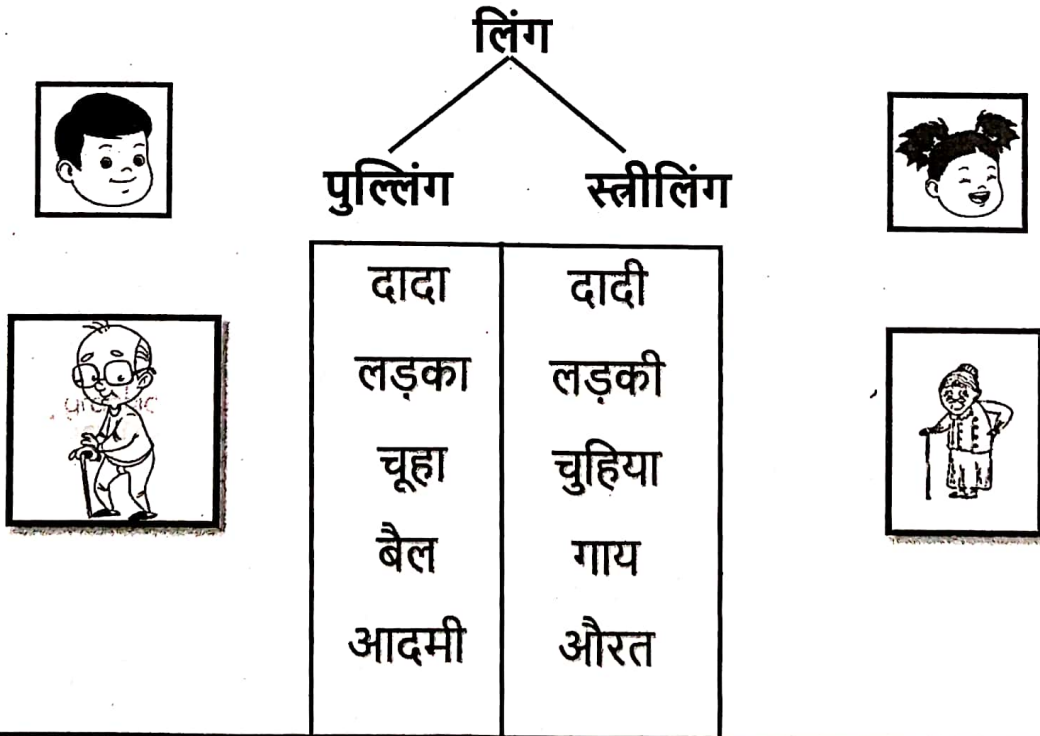 लिंग
पुल्लिंग स्त्रीलिंग
दादा दादी
लड़का लड़की
चूहा चुहिया
बैल गाय
आदमी औरत